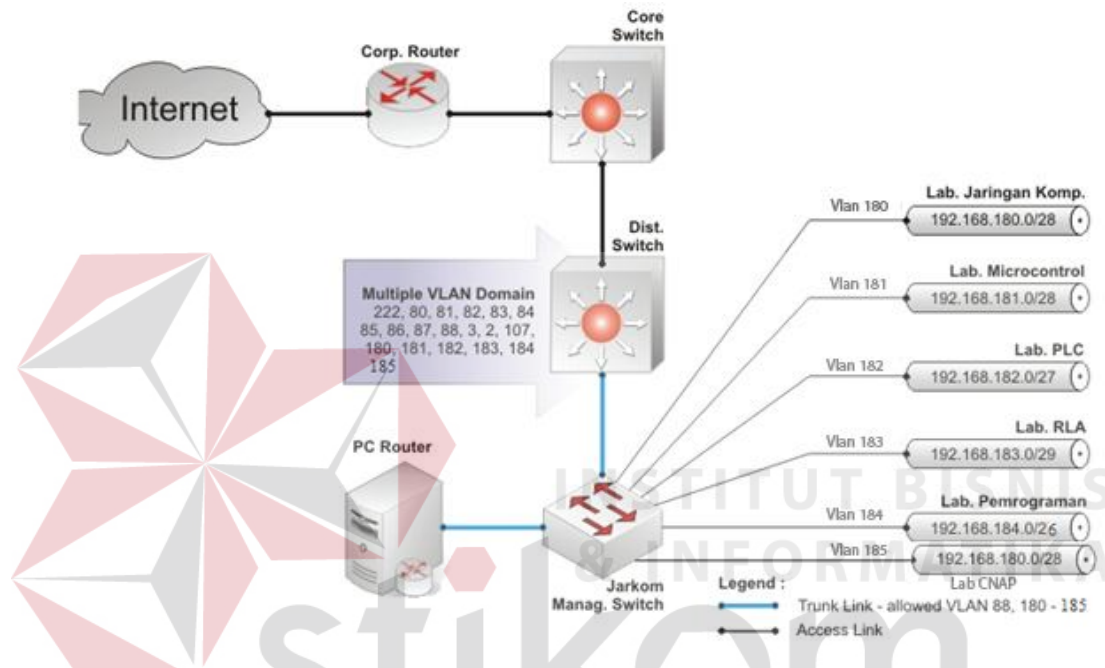 Core
Switch
Corp. Router
Internet
Dist.
Switch
Multiple VLAN Domain
222, 80, 81, 82, 83, 84
85, 86, 87, 88, 3, 2, 107,
180, 181, 182, 183, 184
185
Vlan 180
Lab. Jaringan Komp.
192.168.180.0/28
Vlan 181
Lab. Microcontrol
192.168.181.0/28
Vlan 182
Lab. PLC
192.168.182.0/27
Vlan 183
Lab. RLA
192.168.183.0/29
Vlan 184
Lab. Pemrograman
192.168.184.0/26
Vlan 185
192.168.180.0/28
Lab CNAP
PC Router
Jarkom
Manag. Switch
Legend :
Trunk Link - allowed VLAN 88, 180 - 185
Access Link
INSTITUT BISNIS
& INFORMATIKA
stikom